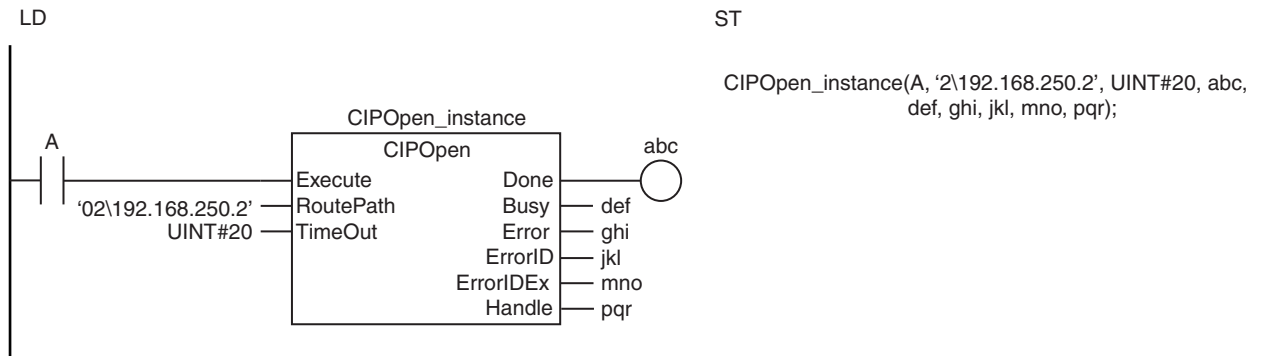 LD
ST
CIPOpen_instance(A, ‘2\192.168.250.2’, UINT#20, abc,
def, ghi, jkl, mno, pqr);
CIPOpen_instance
A
CIPOpen
abc
Execute
Done
‘02\192.168.250.2’
RoutePath
Busy
def
UINT#20
TimeOut
Error
ghi
ErrorID
jkl
ErrorIDEx
mno
Handle
pqr